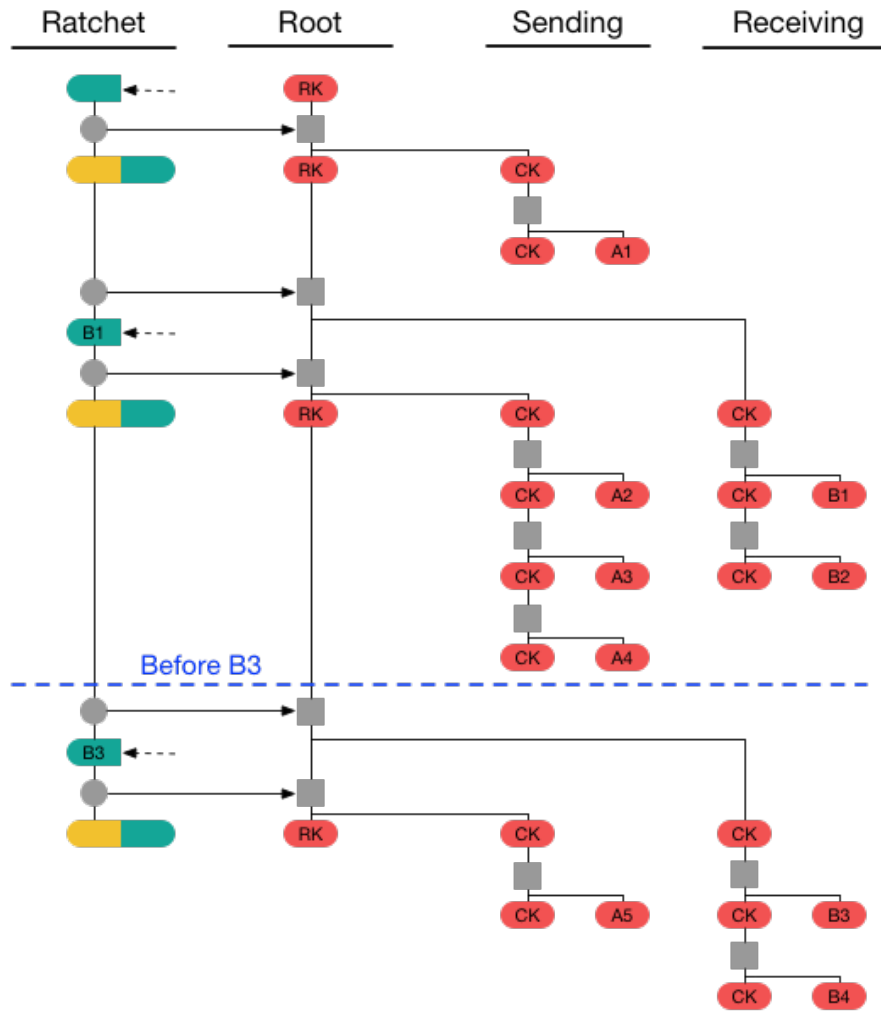 Ratchet Root Sending Receiving
RK
RK CK
CK A1
B1
RK CK CK
CK A2 CK B1
CK A3 CK B2
CK A4
Before B3
B3
RK CK CK
CK A5 CK B3
CK B4